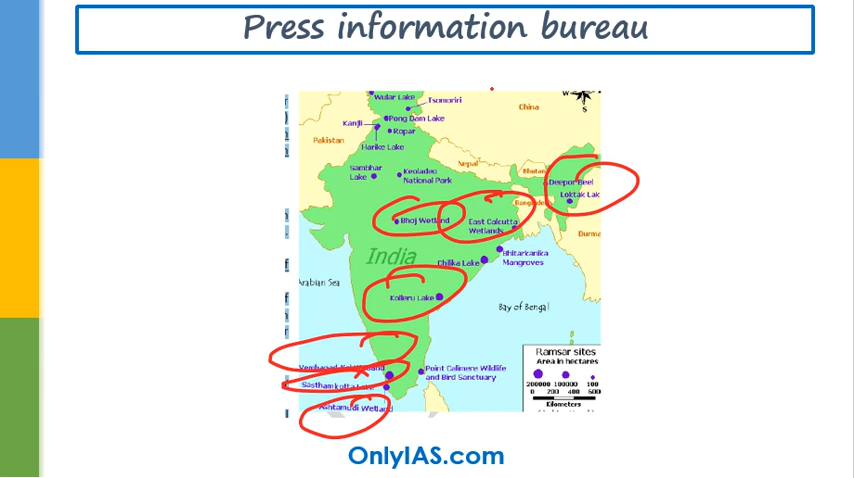 Press information bureau
W
S
Wular Lake
Tsomoriri
China
Kanjli
Pong Dam Lake
Ropar
Pakistan
Harike Lake
Nepal
Sambhar
Lake
Keoladeo
National Park
Bhutan
Deepor Beel
Loktak Lak
Bhoj Wetland
East Calcutta
Wetlands
India
Chilika Lake
Bhitarkanika
Mangroves
Arabian Sea
Kolleru Lake
Bay of Bengal
Ramsar sites
Area in hectares
200000 100000 100
0 200 400 600
Kilometers
Point Calimere Wildlife
and Bird Sanctuary
Sasthamkotta Lake
Ashtamudi Wetland
OnlyIAS.com